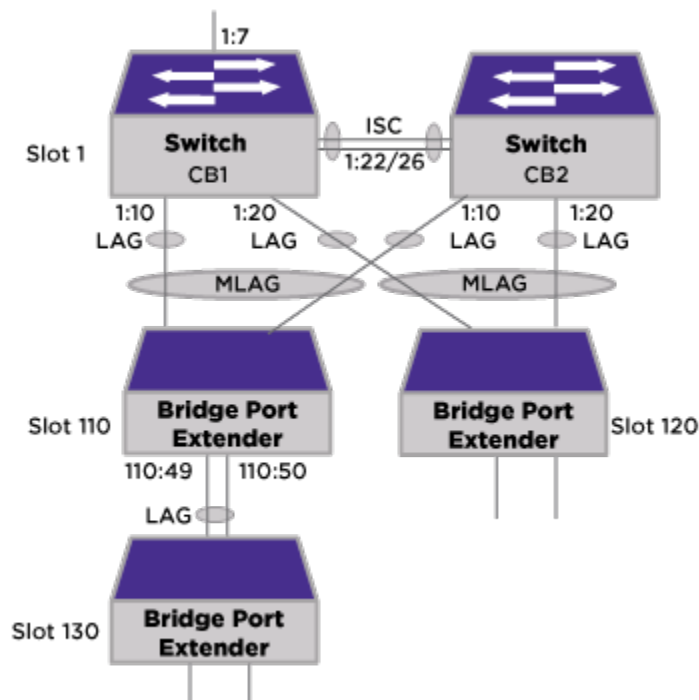 1:7
Slot 1
Switch
CB1
ISC
1:22/26
Switch
CB2
1:10
1:20
1:10
1:20
LAG
LAG
LAG
LAG
MLAG
MLAG
Slot 110
Bridge Port
Extender
Bridge Port
Extender
Slot 120
110:49
110:50
LAG
Slot 130
Bridge Port
Extender